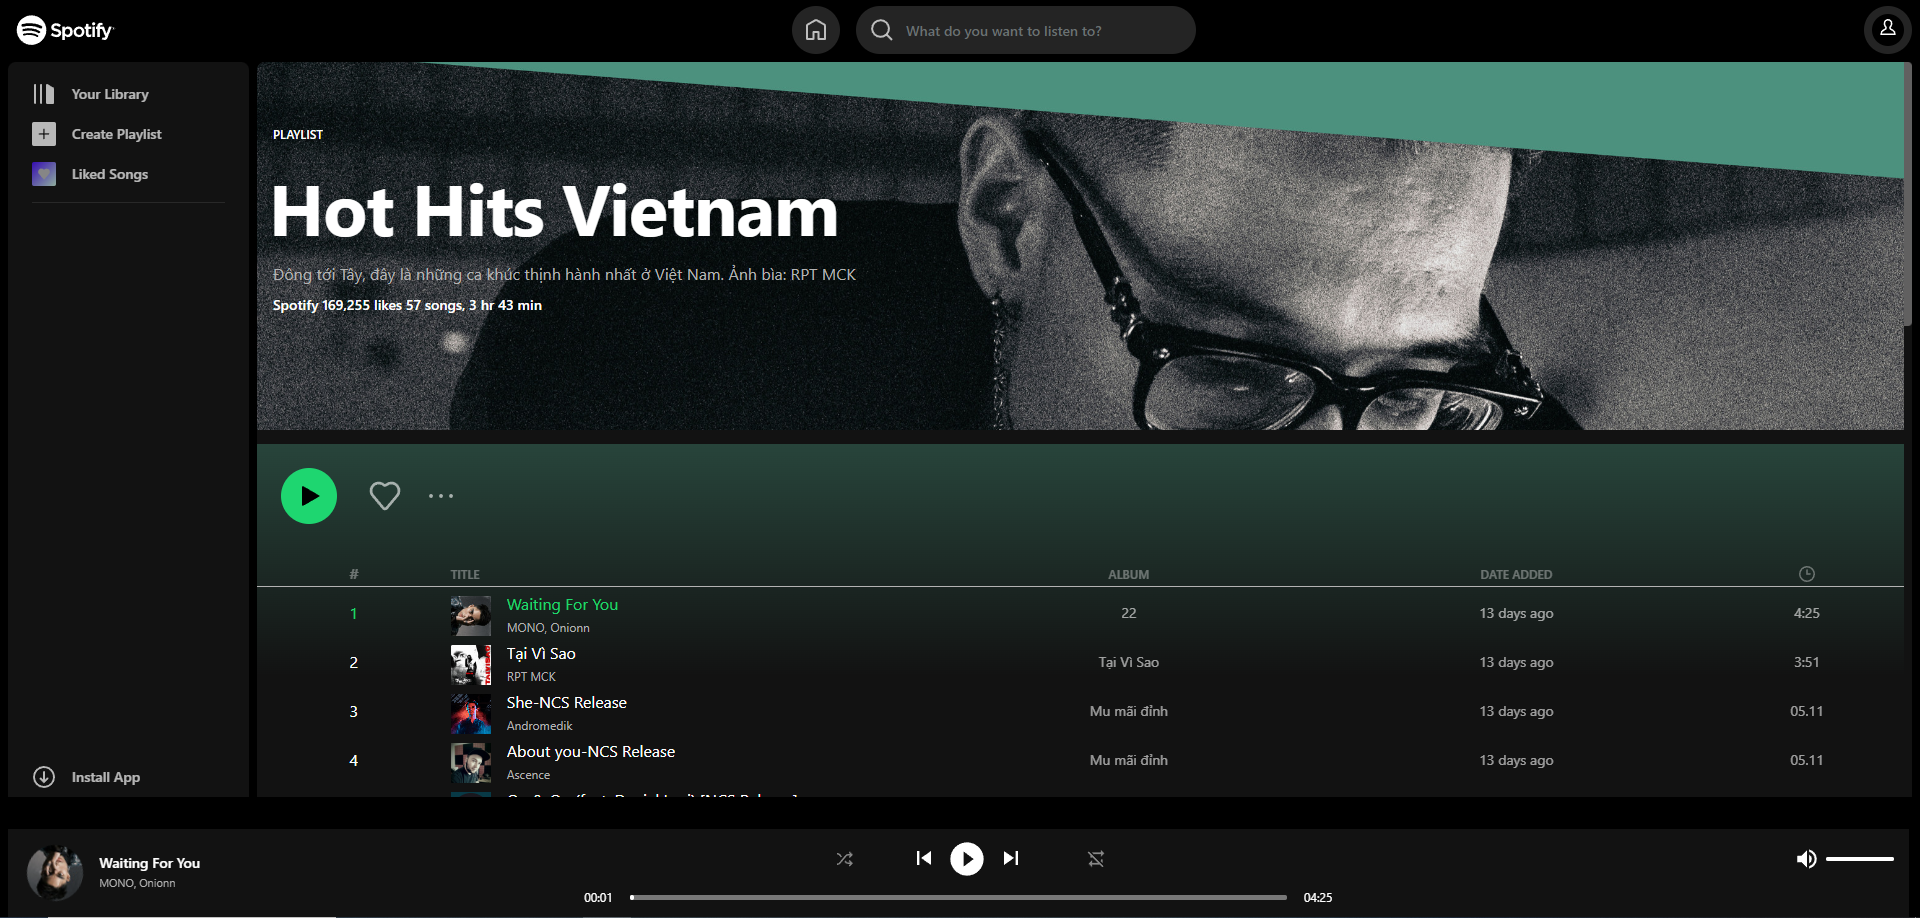 Spotify
What do you want to listen to?
Your Library
Create Playlist
Liked Songs
Install App
PLAYLIST
Hot Hits Vietnam
Đông tới Tây, đây là những ca khúc thịnh hành nhất ở Việt Nam. Ảnh bìa: RPT MCK
Spotify 169,255 likes 57 songs, 3 hr 43 min
# TITLE ALBUM DATE ADDED
1 Waiting For You 22 13 days ago 4:25
MONO, Onionn
2 Tại Vì Sao Tại Vì Sao 13 days ago 3:51
RPT MCK
3 She-NCS Release Mu mãi đỉnh 13 days ago 05.11
Andromedik
4 About you-NCS Release Mu mãi đỉnh 13 days ago 05.11
Ascence
Waiting For You
MONO, Onionn
00:01 04:25